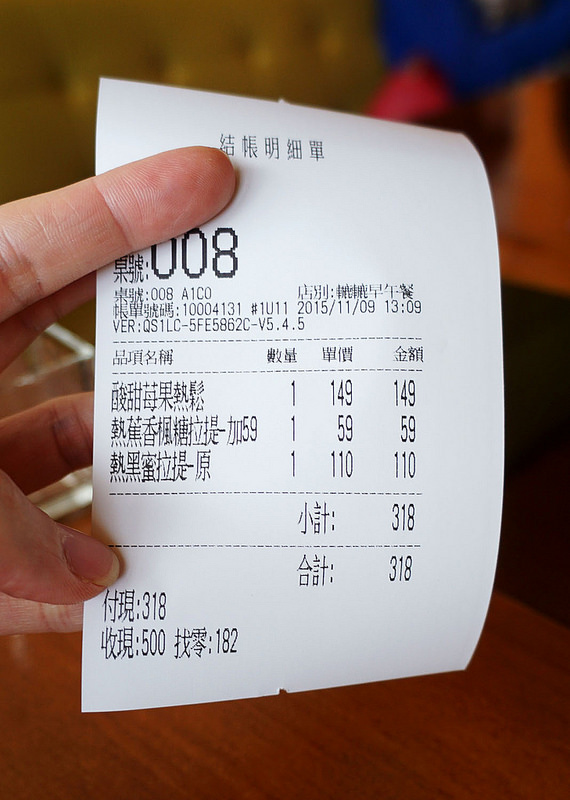 結帳明細單
桌號:008
桌號:008 A1C0
店別:轆轆早午餐
帳單號碼:10004131 #1U11 2015/11/09 13:09
VER:QS1LC-5FE5862C-V5.4.5
品項名稱 數量 單價 金額
酸甜莓果熱鬆 1 149 149
熱蕉香楓糖拉提-加59 1 59 59
熱黑蜜拉提-原 1 110 110
小計: 318
合計: 318
付現:318
收現:500 找零:182